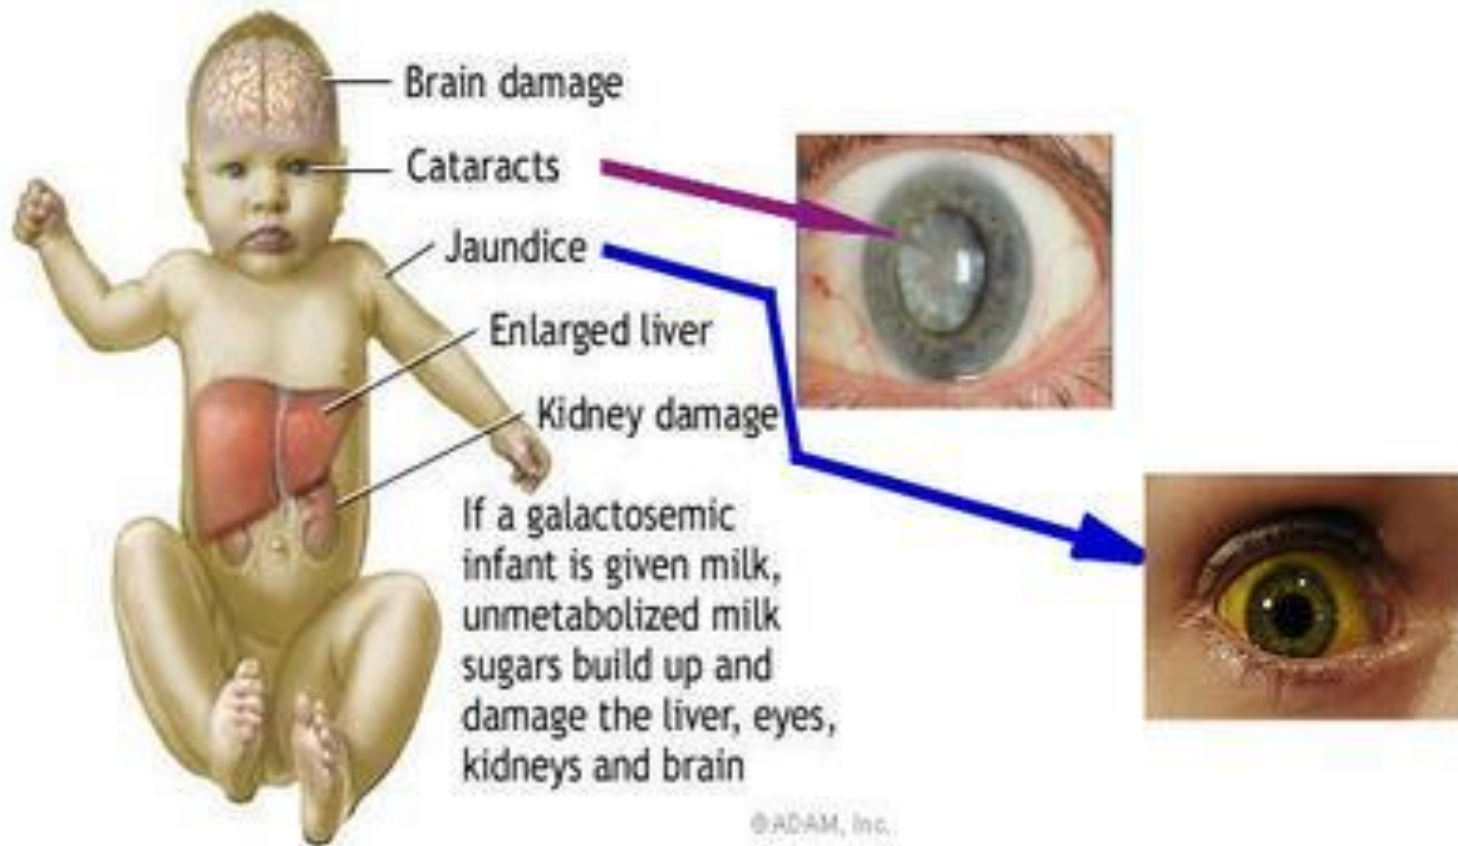 Brain damage
Cataracts
Jaundice
Enlarged liver
Kidney damage
If a galactosemic
infant is given milk,
unmetabolized milk
sugars build up and
damage the liver, eyes,
kidneys and brain
©ADAM, Inc.